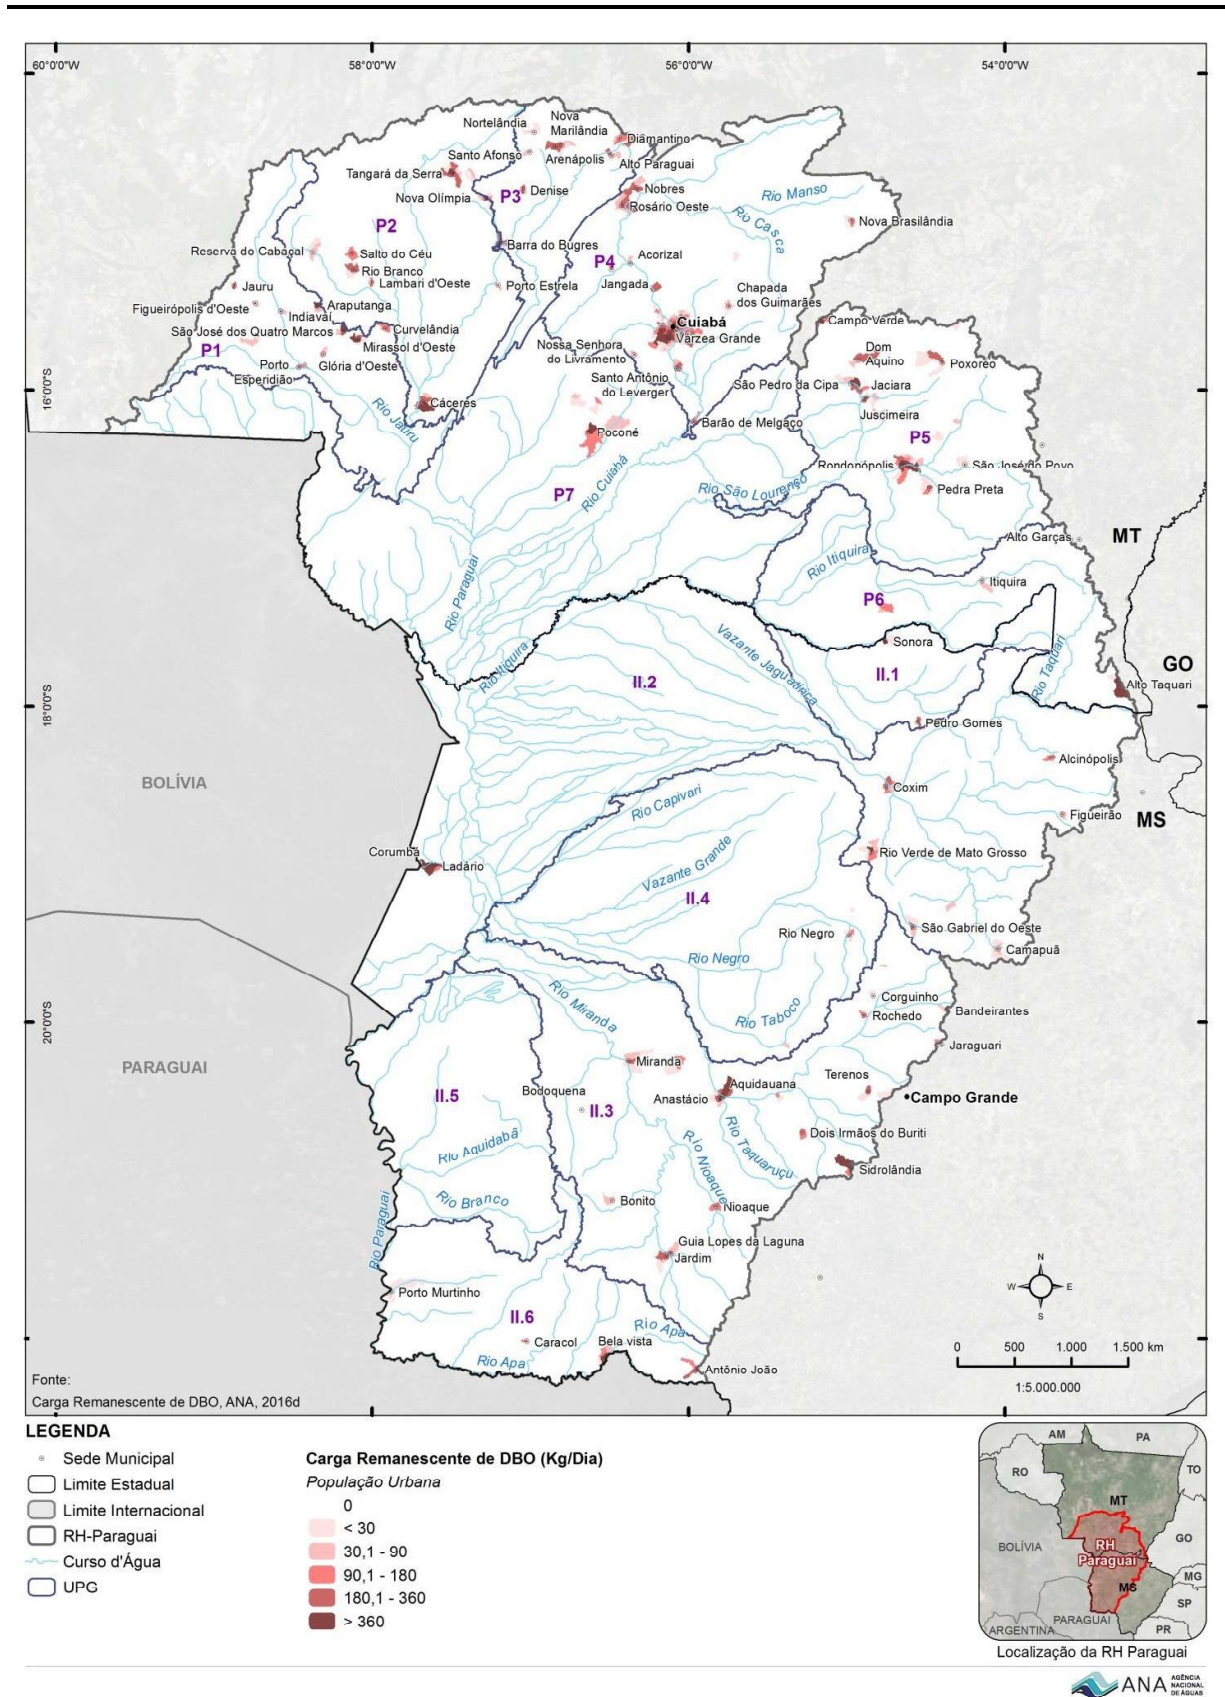 60°0'0"W
58°0'0"W
56°0'0"W
54°0'0"W
Nortelândia
Nova
Marilândia
Diamantino
Santo Afonso
Arenápolis
Alto Paraguai
Tangará da Serra
Nova Olímpia
P3
Denise
Nobres
Rosário Oeste
Rio Manso
Rio Casca
Nova Brasilândia
P2
Reserva do Cabaçal
Salto do Céu
Rio Branco
Lambari d'Oeste
Barra do Bugres
P4
Acorizal
Jauru
Porto Estrela
Jangada
Chapada
dos Guimarães
Figueirópolis d'Oeste
Indiavaí
Araputanga
São José dos Quatro Marcos
Curvelândia
Mirassol d'Oeste
Cuiabá
Várzea Grande
Campo Verde
P1
Glória d'Oeste
Porto
Esperidião
Nossa Senhora
do Livramento
Santo Antônio
do Leverger
Dom
Aquino
Poxoréo
São Pedro da Cipa
Jaciara
Juscimeira
16°0'0"S
Cáceres
Rio Jauru
Poconé
Barão de Melgaço
P5
Rondonópolis
São José do Povo
Pedra Preta
P7
Rio Cuiabá
Rio São Lourenço
Alto Garças
MT
Rio Itiquira
Itiquira
Rio Paraguai
P6
Sonora
Rio Itiquira
Vazante Jaguatirica
II.2
II.1
Rio Taquari
GO
Alto Taquari
18°0'0"S
Pedro Gomes
BOLÍVIA
Alcinópolis
Coxim
Rio Capivari
Figueirão
MS
Corumbá
Ladário
Rio Verde de Mato Grosso
Vazante Grande
II.4
São Gabriel do Oeste
Camapuã
Rio Negro
Rio Negro
Rio Miranda
Corguinho
Rochedo
Bandeirantes
Rio Taboco
20°0'0"S
Jaraguari
PARAGUAI
Miranda
Terenos
Aquidauana
Anastácio
Campo Grande
Bodoquena
II.5
II.3
Dois Irmãos do Buriti
Rio Aquidabã
Rio Nioaque
Rio Taquaruçu
Sidrolândia
Rio Branco
Bonito
Nioaque
Rio Paraguai
Guia Lopes da Laguna
Jardim
N
W
E
S
Porto Murtinho
II.6
Caracol
Bela vista
Rio Apa
Rio Apa
Antônio João
0 500 1.000 1.500 km
1:5.000.000
Fonte:
Carga Remanescente de DBO, ANA, 2016d
LEGENDA
Sede Municipal
Limite Estadual
Limite Internacional
RH-Paraguai
Curso d'Água
UPG
Carga Remanescente de DBO (Kg/Dia)
População Urbana
0
< 30
30,1 - 90
90,1 - 180
180,1 - 360
> 360
AM
PA
RO
TO
MT
BOLÍVIA
RH
Paraguai
GO
MS
MG
SP
PARAGUAI
ARGENTINA
PR
Localização da RH Paraguai
ANA AGÊNCIA
NACIONAL
DE ÁGUAS